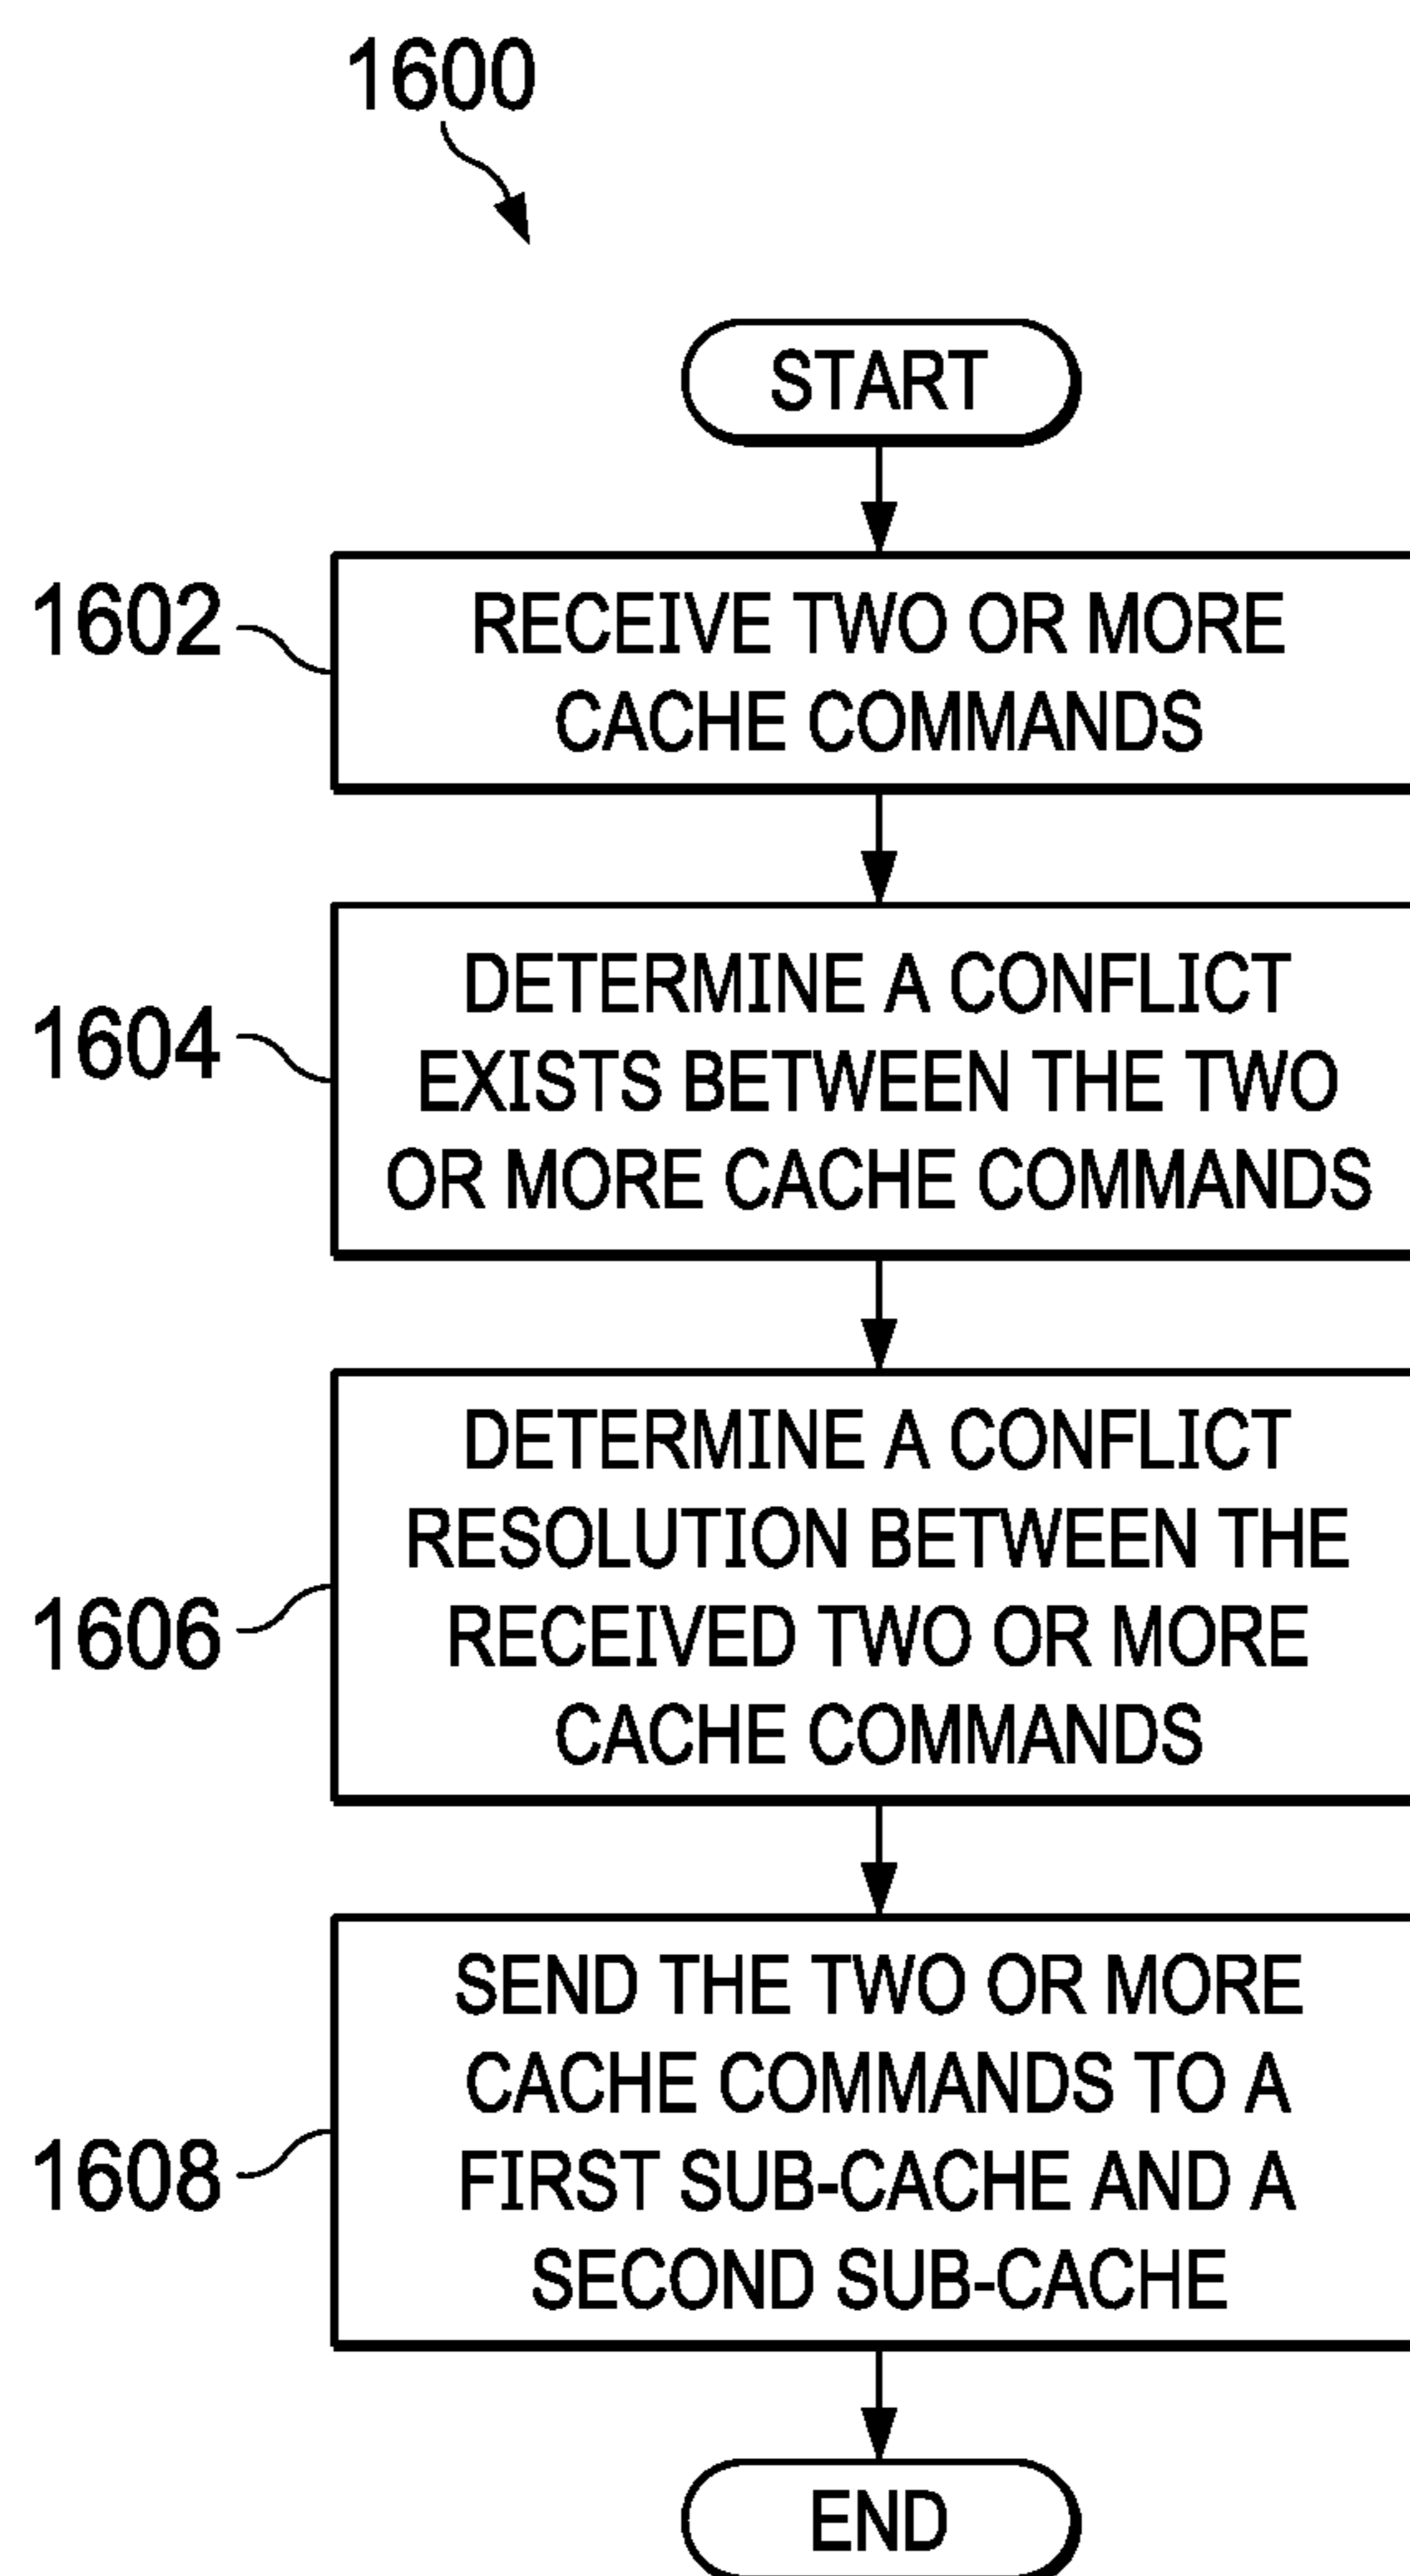 1600
START
1602
RECEIVE TWO OR MORE
CACHE COMMANDS
1604
DETERMINE A CONFLICT
EXISTS BETWEEN THE TWO
OR MORE CACHE COMMANDS
1606
DETERMINE A CONFLICT
RESOLUTION BETWEEN THE
RECEIVED TWO OR MORE
CACHE COMMANDS
1608
SEND THE TWO OR MORE
CACHE COMMANDS TO A
FIRST SUB-CACHE AND A
SECOND SUB-CACHE
END